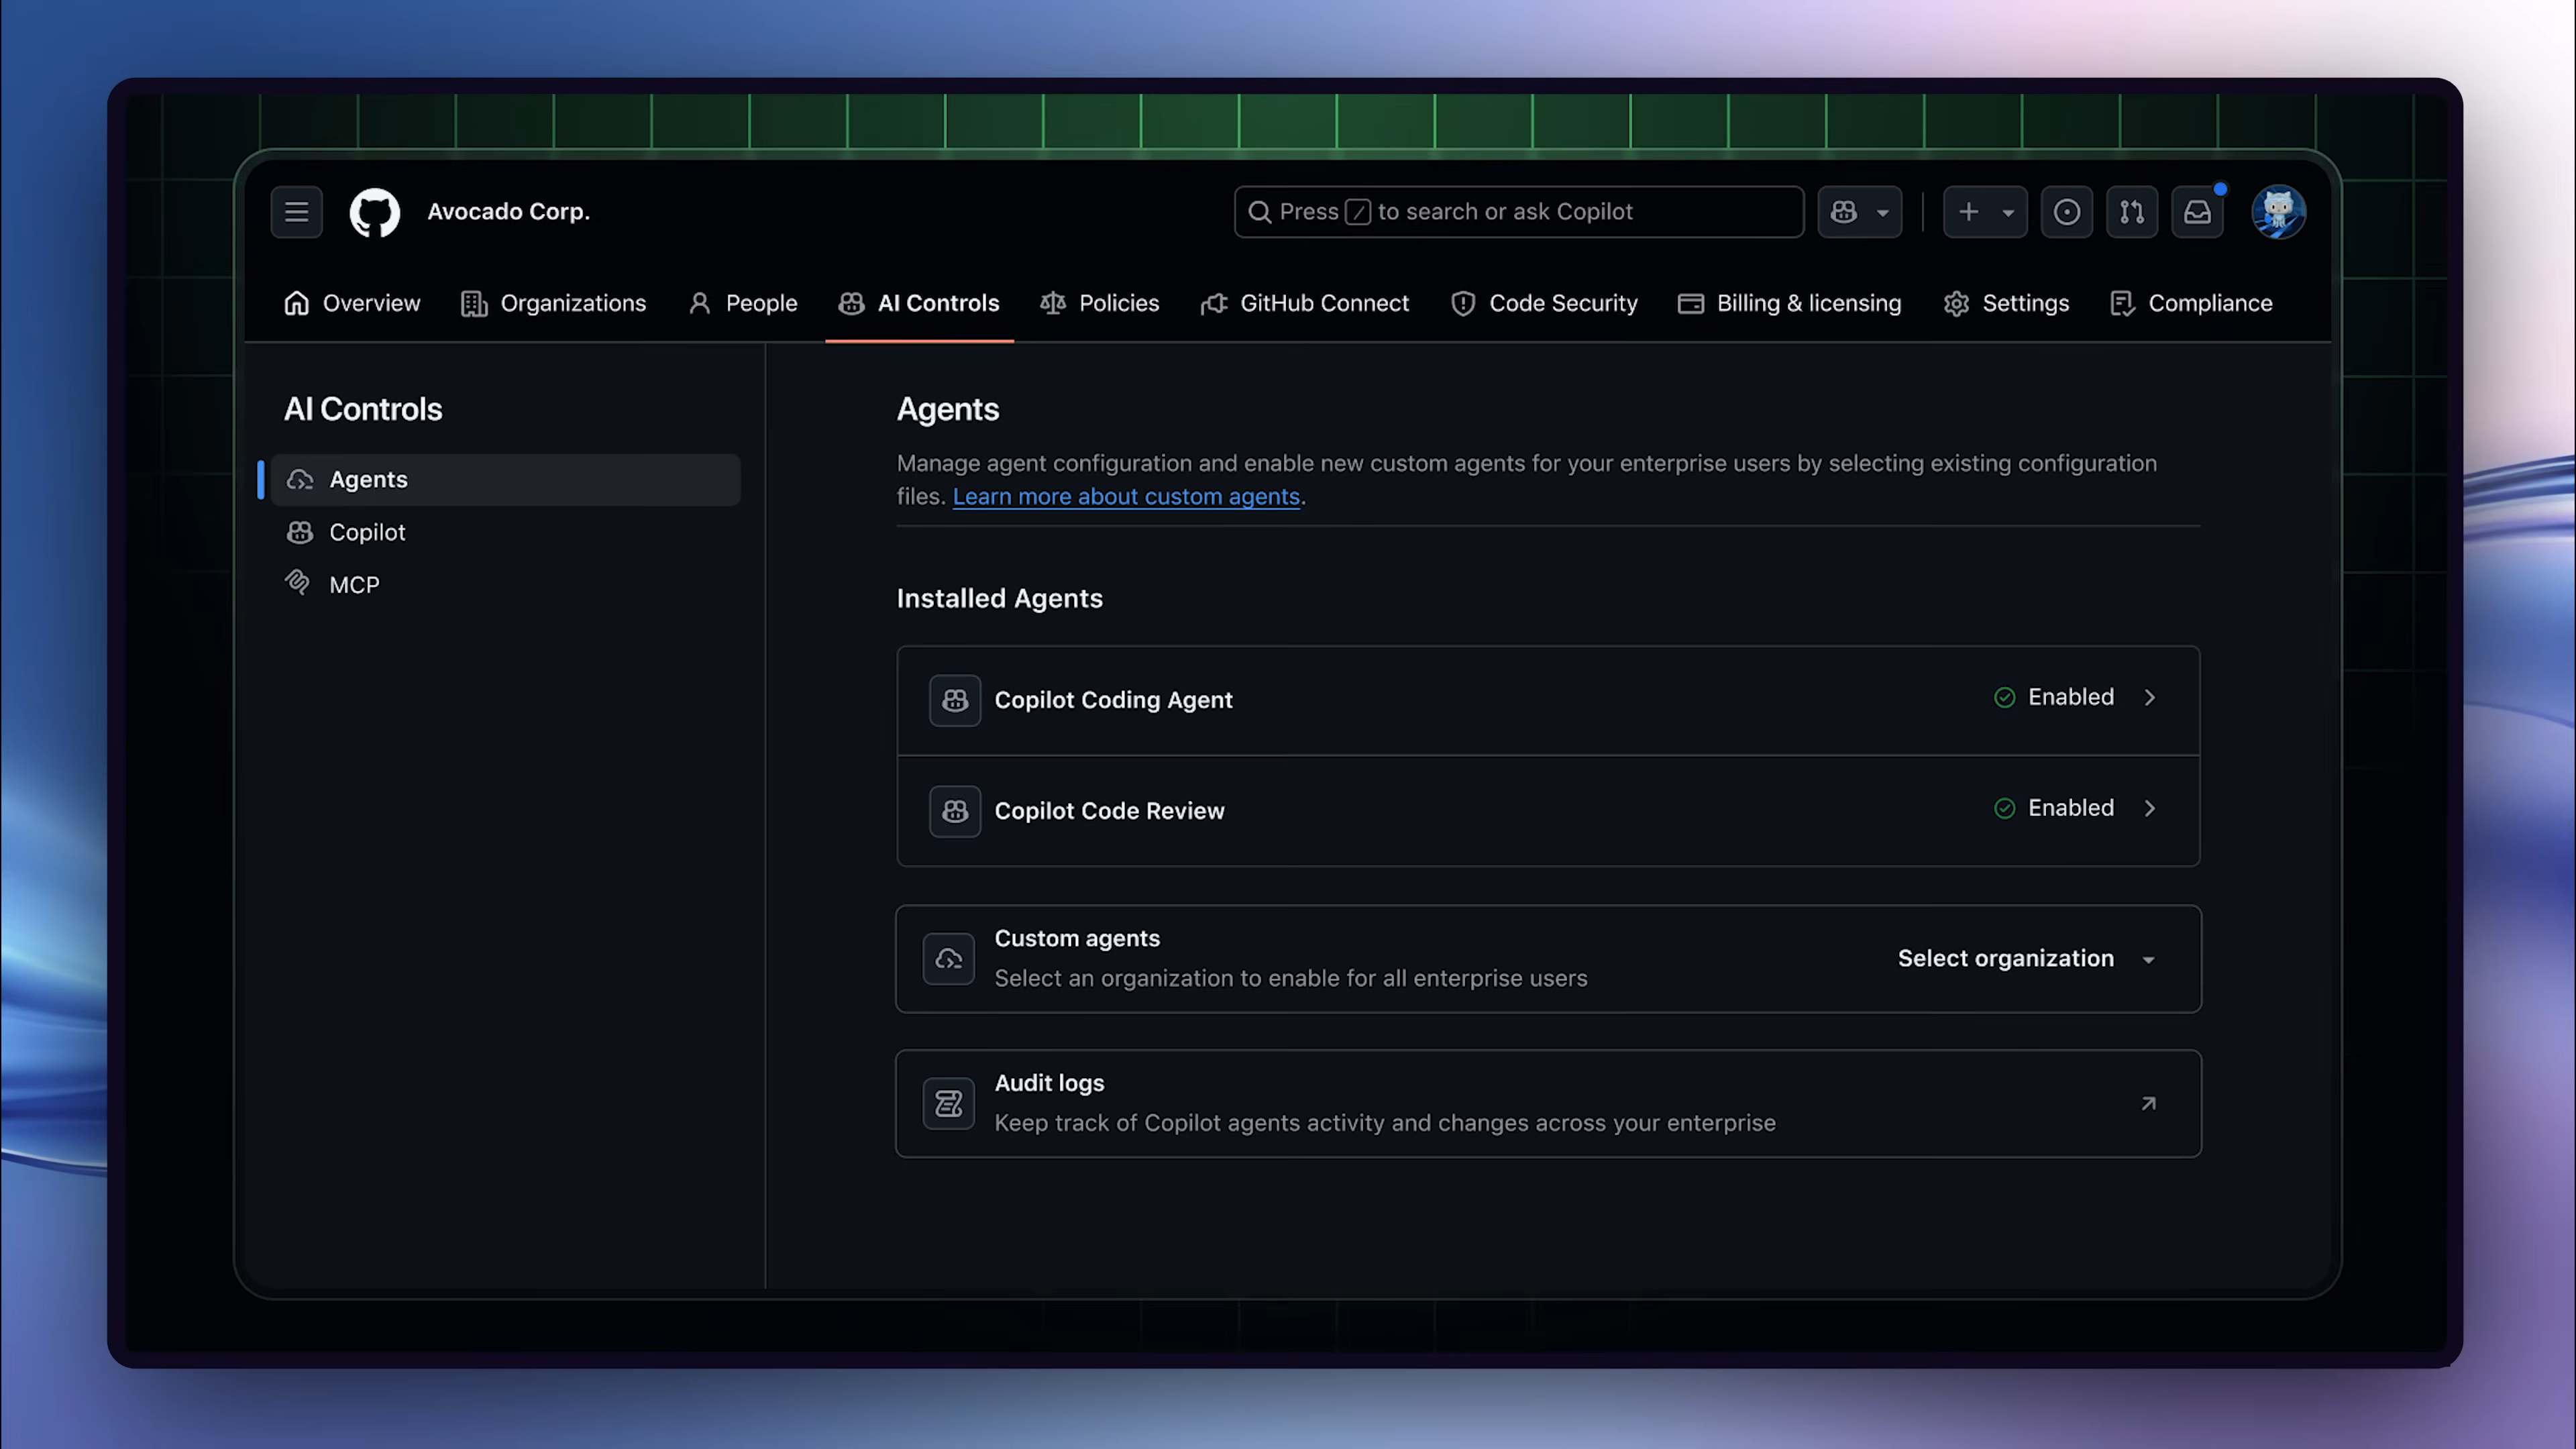 Avocado Corp.
Press / to search or ask Copilot
Overview
Organizations
People
AI Controls
Policies
GitHub Connect
Code Security
Billing & licensing
Settings
Compliance
AI Controls
Agents
Copilot
MCP
Agents
Manage agent configuration and enable new custom agents for your enterprise users by selecting existing configuration
files. Learn more about custom agents.
Installed Agents
Copilot Coding Agent
Enabled
Copilot Code Review
Enabled
Custom agents
Select an organization to enable for all enterprise users
Select organization
Audit logs
Keep track of Copilot agents activity and changes across your enterprise